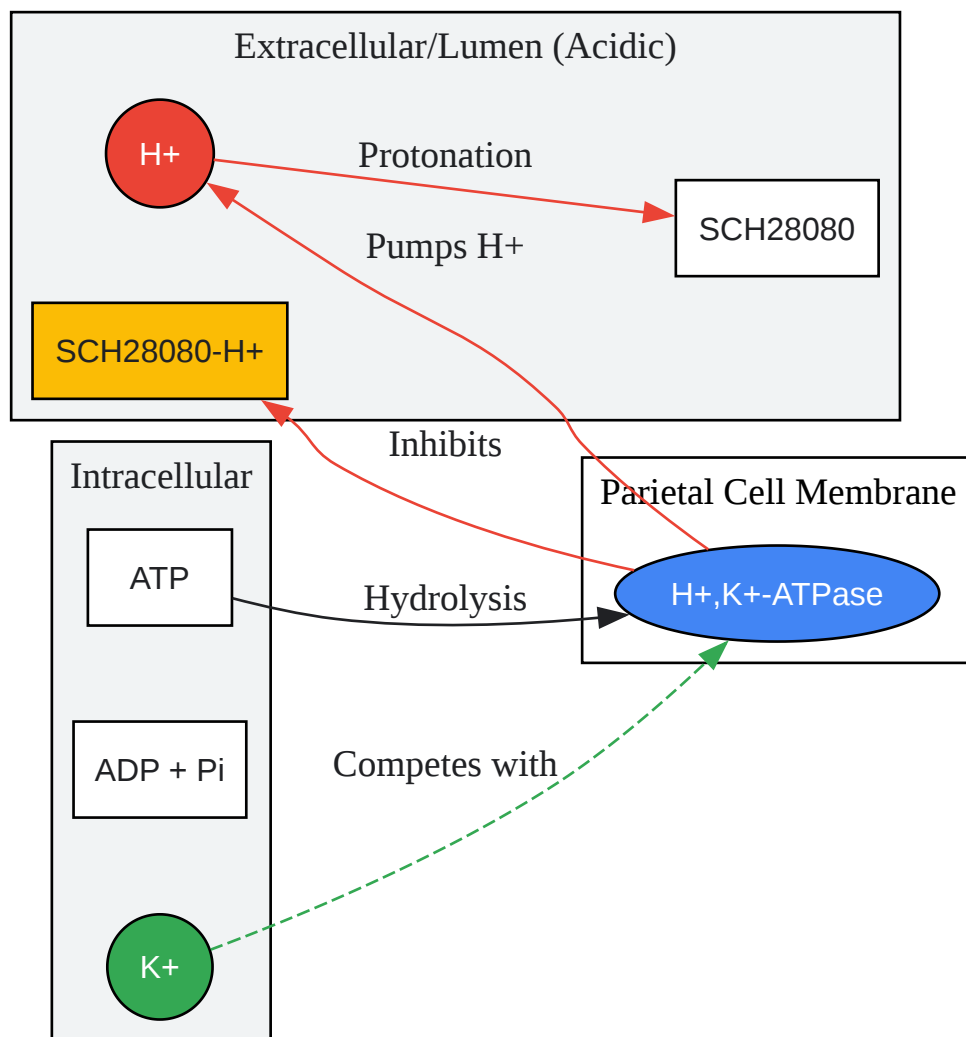 Extracellular/Lumen (Acidic)
H+
Protonation
SCH28080
Pumps H+
SCH28080-H+
Inhibits
Intracellular
Parietal Cell Membrane
ATP
Hydrolysis
H+,K+-ATPase
ADP + Pi
Competes with
K+